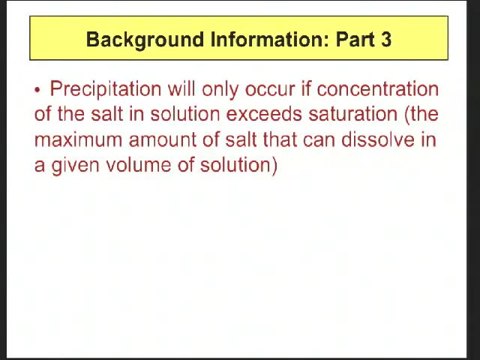 Background Information: Part 3
• Precipitation will only occur if concentration
of the salt in solution exceeds saturation (the
maximum amount of salt that can dissolve in
a given volume of solution)